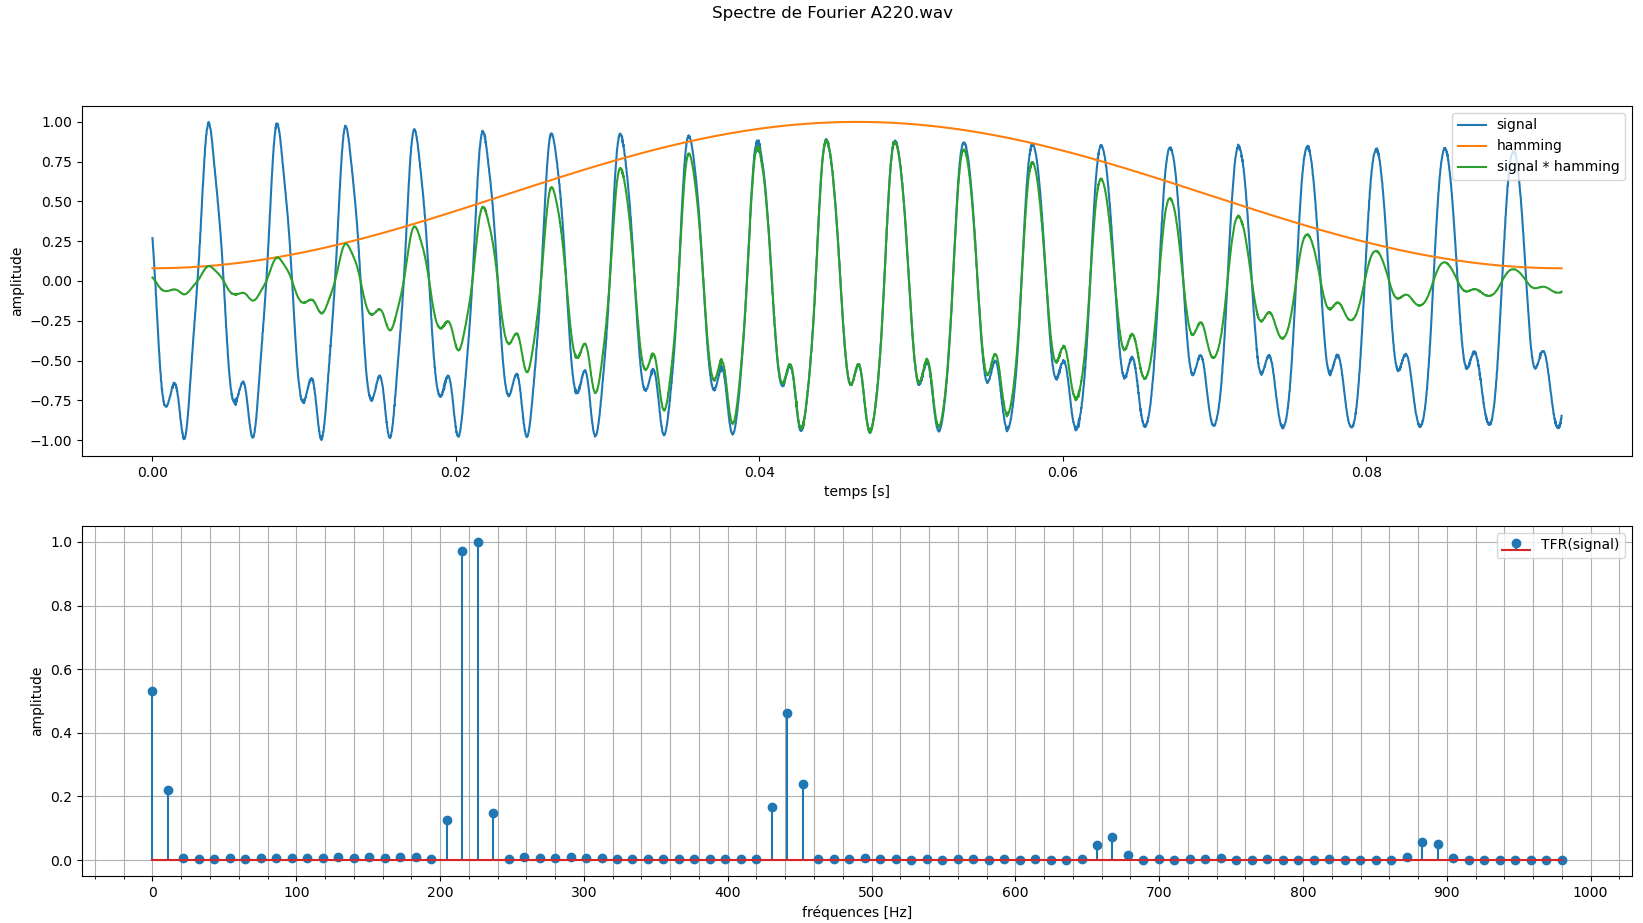 Spectre de Fourier A220.wav
1.00
0.75
0.50
0.25
0.00
−0.25
−0.50
−0.75
−1.00
amplitude
signal
hamming
signal * hamming
0.00 0.02 0.04 0.06 0.08
temps [s]
1.0
0.8
0.6
0.4
0.2
0.0
amplitude
TFR(signal)
0 100 200 300 400 500 600 700 800 900 1000
fréquences [Hz]